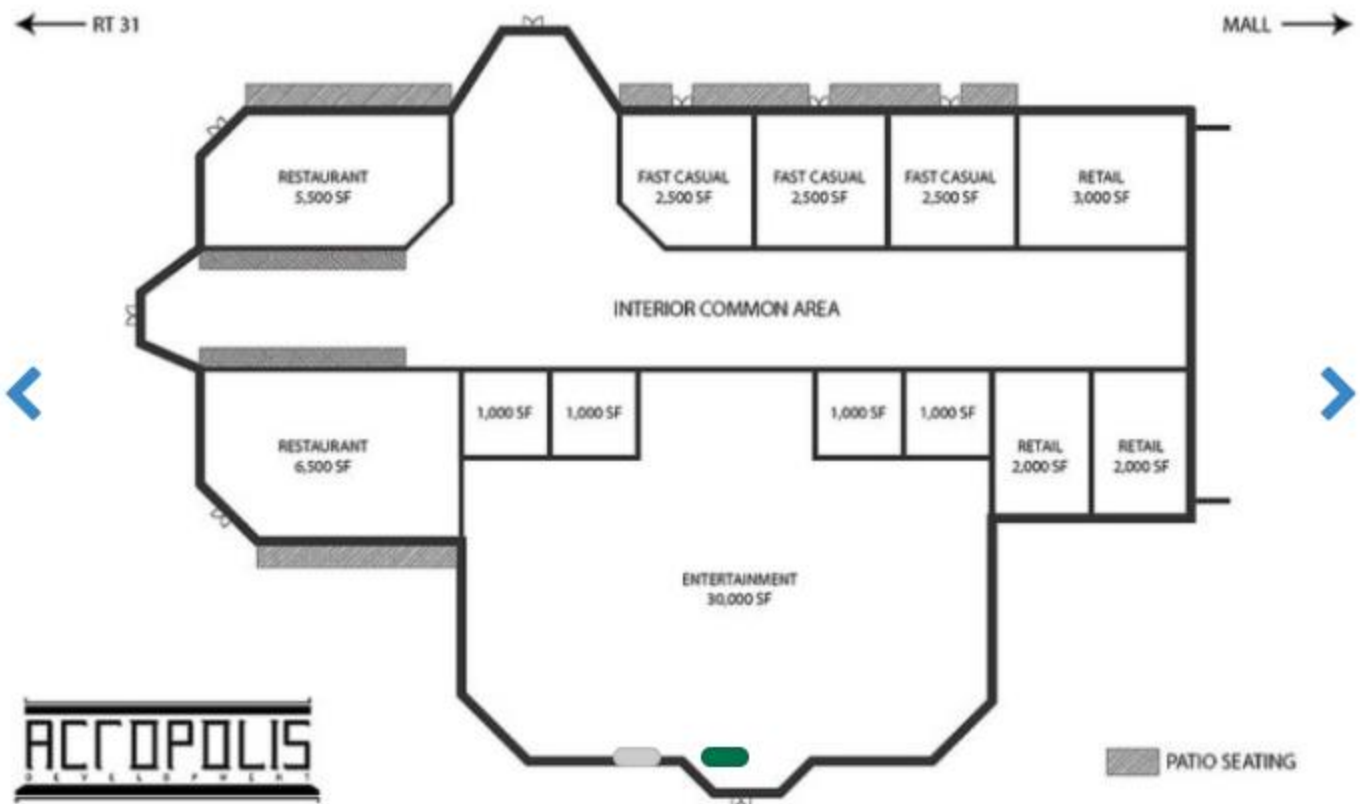 RT 31
MALL
RESTAURANT
5,500 SF
FAST CASUAL
2,500 SF
FAST CASUAL
2,500 SF
FAST CASUAL
2,500 SF
RETAIL
3,000 SF
INTERIOR COMMON AREA
RESTAURANT
6,500 SF
1,000 SF
1,000 SF
1,000 SF
1,000 SF
RETAIL
2,000 SF
RETAIL
2,000 SF
ENTERTAINMENT
30,000 SF
ACROPOLIS
DEVELOPMENT
PATIO SEATING